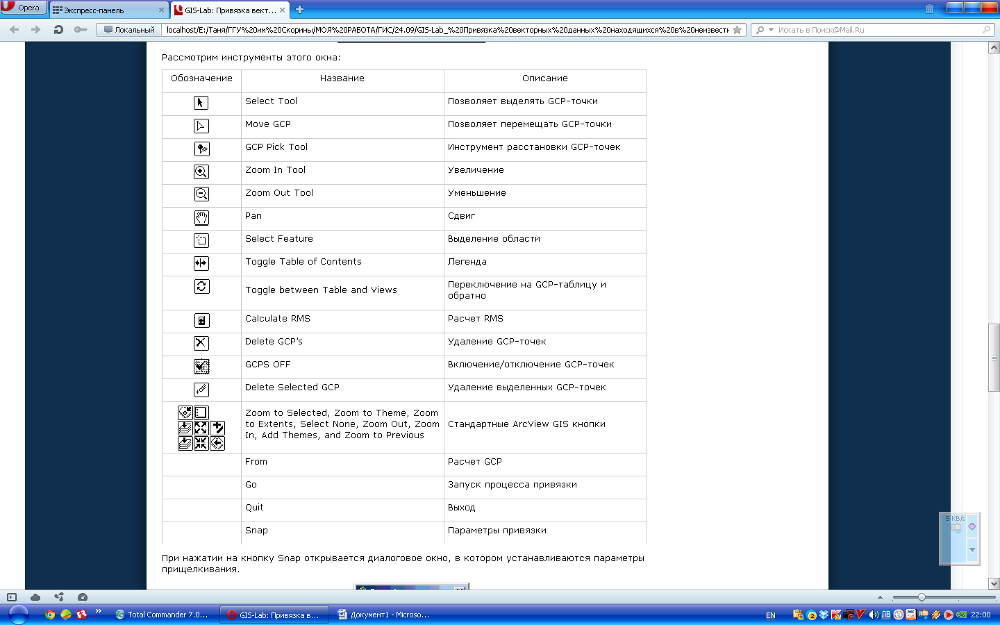 Opera
Экспресс-панель
GIS-Lab: Привязка вект...
Локальный
localhost/E:/Таня/ГГУ%20им%20Скорины/МОЯ%20РАБОТА/ГИС/24.09/GIS-Lab_%20Привязка%20векторных%20данных%20находящихся%20в%20неизвестн
Искать в Поиск@Mail.Ru
Рассмотрим инструменты этого окна:
Обозначение Название Описание
Select Tool Позволяет выделять GCP-точки
Move GCP Позволяет перемещать GCP-точки
GCP Pick Tool Инструмент расстановки GCP-точек
Zoom In Tool Увеличение
Zoom Out Tool Уменьшение
Pan Сдвиг
Select Feature Выделение области
Toggle Table of Contents Легенда
Toggle between Table and Views Переключение на GCP-таблицу и
обратно
Calculate RMS Расчет RMS
Delete GCP's Удаление GCP-точек
GCPS OFF Включение/отключение GCP-точек
Delete Selected GCP Удаление выделенных GCP-точек
Zoom to Selected, Zoom to Theme, Zoom
to Extents, Select None, Zoom Out, Zoom
In, Add Themes, and Zoom to Previous
Стандартные ArcView GIS кнопки
From Расчет GCP
Go Запуск процесса привязки
Quit Выход
Snap Параметры привязки
При нажатии на кнопку Snap открывается диалоговое окно, в котором устанавливаются параметры
прищелкивания.
5 KB/s
Total Commander 7.0...
GIS-Lab: Привязка в...
Документ1 - Microso...
EN
2
ЛВ
22:00